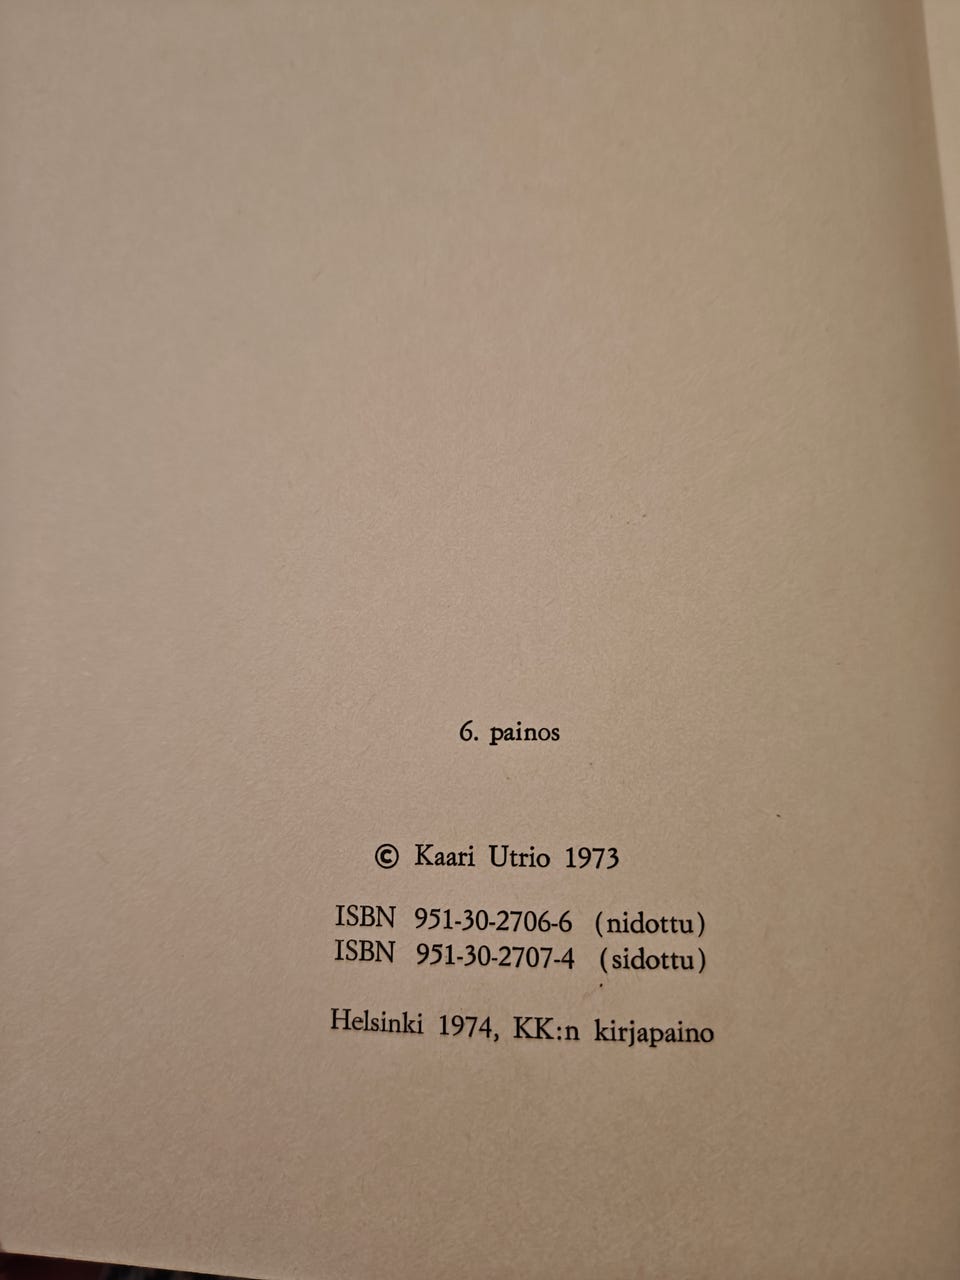 6. painos
© Kaari Utrio 1973
ISBN 951-30-2706-6 (nidottu)
ISBN 951-30-2707-4 (sidottu)
Helsinki 1974, KK:n kirjapaino